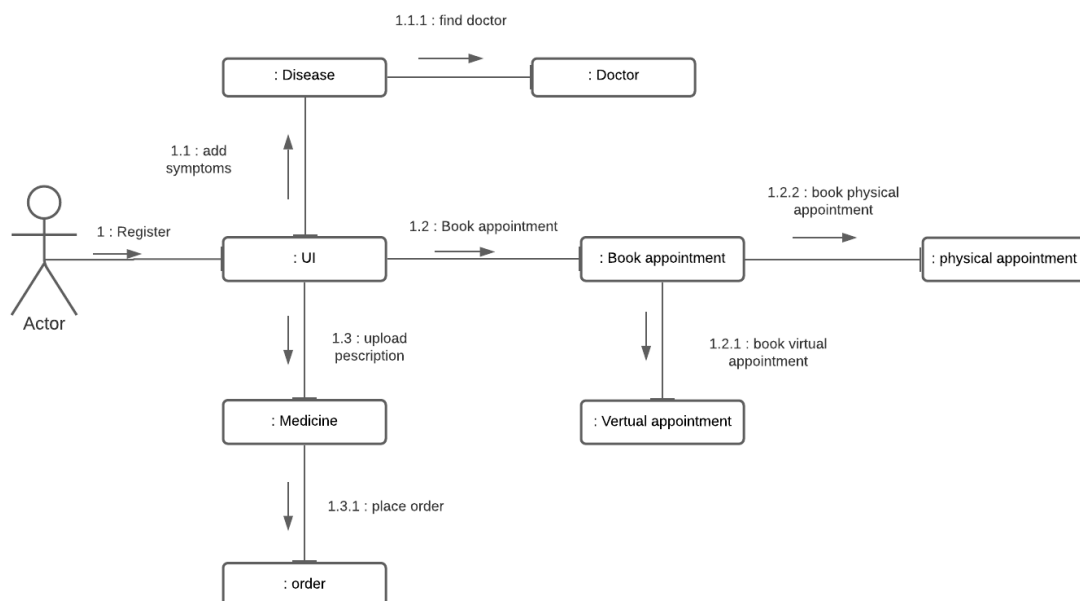 1.1.1 : find doctor
: Disease
: Doctor
1.1 : add
symptoms
1 : Register
: UI
1.2 : Book appointment
: Book appointment
1.2.2 : book physical
appointment
: physical appointment
Actor
1.3 : upload
pescription
1.2.1 : book virtual
appointment
: Medicine
: Vertual appointment
1.3.1 : place order
: order